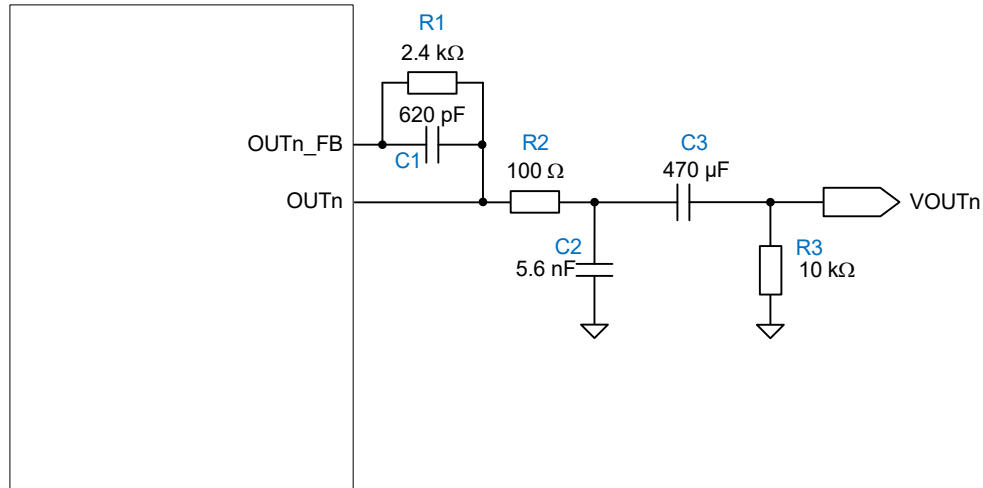 R1
2.4 kΩ
620 pF
OUTn_FB
C1
R2
100 Ω
C3
470 µF
OUTn
VOUTn
C2
5.6 nF
R3
10 kΩ